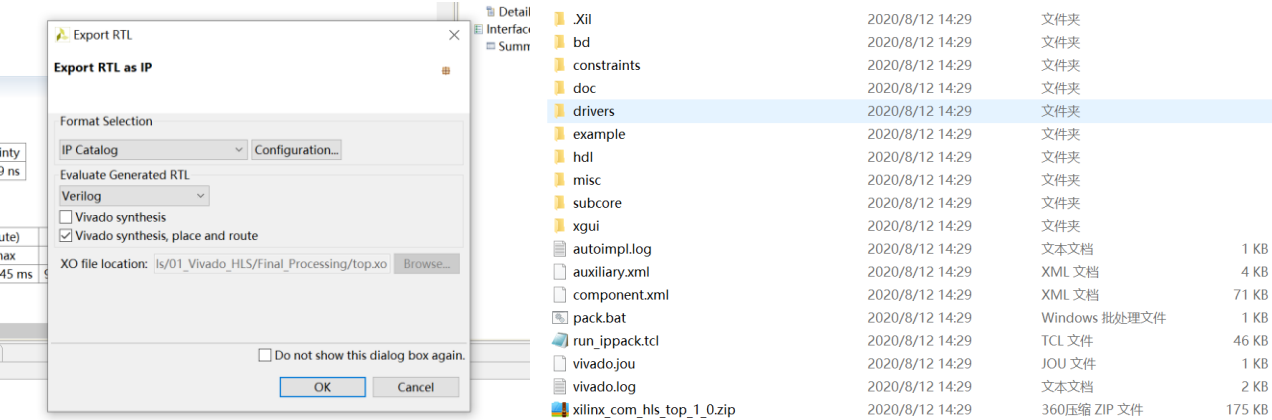 Detail
Interface
Summ
Export RTL
Export RTL as IP
Format Selection
IP Catalog
Configuration...
Evaluate Generated RTL
Verilog
Vivado synthesis
Vivado synthesis, place and route
XO file location: ls/01_Vivado_HLS/Final_Processing/top.xo Browse...
Do not show this dialog box again.
OK Cancel
inty
9 ns
ute)
max
45 ms 9
.Xil 2020/8/12 14:29 文件夹
bd 2020/8/12 14:29 文件夹
constraints 2020/8/12 14:29 文件夹
doc 2020/8/12 14:29 文件夹
drivers 2020/8/12 14:29 文件夹
example 2020/8/12 14:29 文件夹
hdl 2020/8/12 14:29 文件夹
misc 2020/8/12 14:29 文件夹
subcore 2020/8/12 14:29 文件夹
xgui 2020/8/12 14:29 文件夹
autoimpl.log 2020/8/12 14:29 文本文档 1 KB
auxiliary.xml 2020/8/12 14:29 XML 文档 4 KB
component.xml 2020/8/12 14:29 XML 文档 71 KB
pack.bat 2020/8/12 14:29 Windows 批处理文件 1 KB
run_ippack.tcl 2020/8/12 14:29 TCL 文件 46 KB
vivado.jou 2020/8/12 14:29 JOU 文件 1 KB
vivado.log 2020/8/12 14:29 文本文档 2 KB
xilinx_com_hls_top_1_0.zip 2020/8/12 14:29 360压缩 ZIP 文件 175 KB